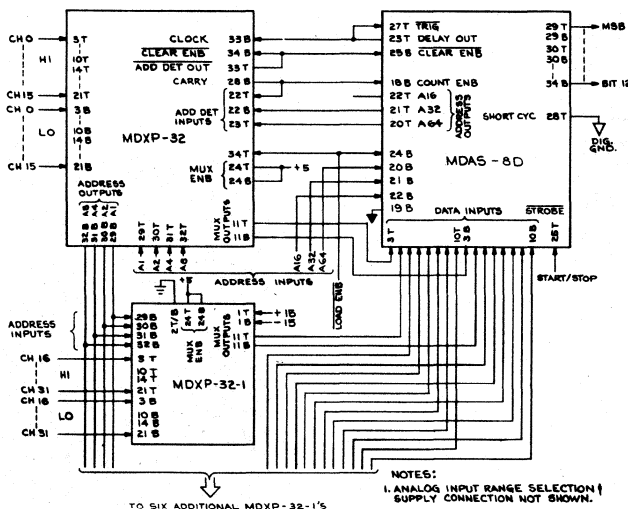 CH 0
HI
CH 15
CH 0
LO
CH 15
3T
10T
14T
21T
3B
10B
14B
21B
CLOCK 33B
CLEAR ENB 34B
ADD DET OUT 33T
CARRY 28B
22T
ADD DET INPUTS 22B
23T
MDXP-32
34T
MUX ENB 24T
24B
+5
ADDRESS OUTPUTS
32B A8
31B A4
30B A2
29B A1
29T
30T
31T
32T
MUX OUTPUTS 11T
11B
A1
A2
A4
A8
A16
A32
A64
ADDRESS INPUTS
LOAD ENB
27T TRIG
23T DELAY OUT
25B CLEAR ENB
18B COUNT ENB
22T A16
21T A32
20T A64
ADDRESS OUTPUTS
MDAS-8D
24B
20B
21B
22B
19B
DATA INPUTS
3T
10T
3B
10B
STROBE
25T
START/STOP
29T MSB
29B
30T
30B
34B BIT 12
SHORT CYC 28T
DIG. GND.
+5
2T/B
24T
24B
MUX ENB
1T +15
1B -15
MUX OUTPUTS
11T
11B
ADDRESS INPUTS
29B
30B
31B
32B
CH 16
HI
CH 31
CH 16
LO
CH 31
3T
10T
14T
21T
3B
10B
14B
21B
MDXP-32-1
TO SIX ADDITIONAL MDXP-32-1'S
NOTES:
1. ANALOG INPUT RANGE SELECTION &
SUPPLY CONNECTION NOT SHOWN.